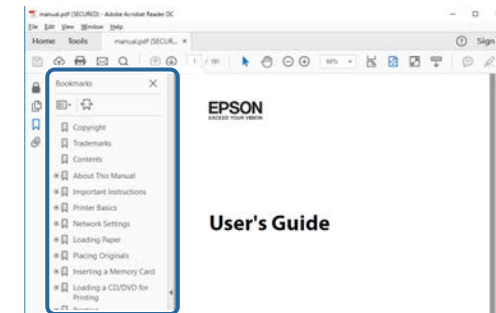 manual.pdf (SECURED) - Adobe Acrobat Reader DC
File Edit View Window Help
Home Tools manual.pdf (SECUR... × Sign
1 / 191
Bookmarks
EPSON
EXCEED YOUR VISION
Copyright
Trademarks
Contents
About This Manual
Important Instructions
Printer Basics
User's Guide
Network Settings
Loading Paper
Placing Originals
Inserting a Memory Card
Loading a CD/DVD for
Printing